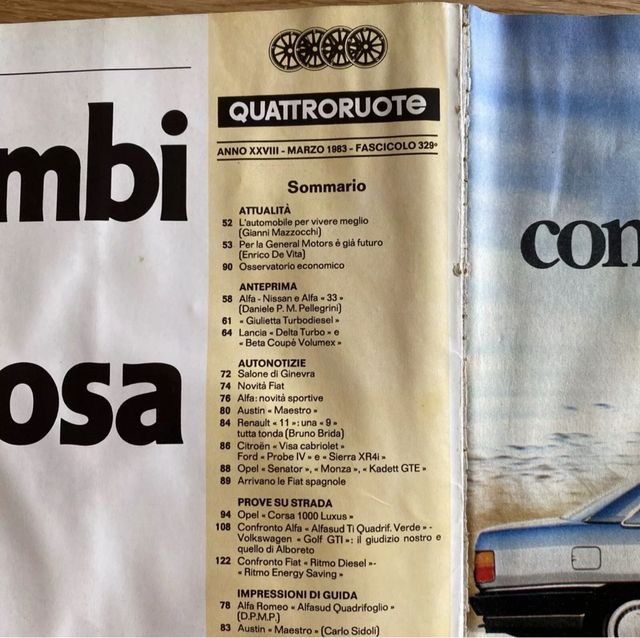 mbi
osa
QUATTRORUOTe
ANNO XXVIII - MARZO 1983 - FASCICOLO 329º
Sommario
ATTUALITÀ
52 L'automobile per vivere meglio
(Gianni Mazzocchi)
53 Per la General Motors è già futuro
(Enrico De Vita)
90 Osservatorio economico
ANTEPRIMA
58 Alfa - Nissan e Alfa « 33 »
(Daniele P. M. Pellegrini)
61 « Giulietta Turbodiesel »
64 Lancia « Delta Turbo » e
« Beta Coupé Volumex »
AUTONOTIZIE
72 Salone di Ginevra
74 Novità Fiat
76 Alfa: novità sportive
80 Austin « Maestro »
84 Renault « 11 »: una « 9 »
tutta tonda (Bruno Brida)
86 Citroën « Visa cabriolet »
Ford « Probe IV » e « Sierra XR4i »
88 Opel « Senator », « Monza », « Kadett GTE »
89 Arrivano le Fiat spagnole
PROVE SU STRADA
94 Opel « Corsa 1000 Luxus »
108 Confronto Alfa « Alfasud Ti Quadrif. Verde » -
Volkswagen « Golf GTI »: il giudizio nostro e
quello di Alboreto
122 Confronto Fiat « Ritmo Diesel »-
« Ritmo Energy Saving »
IMPRESSIONI DI GUIDA
78 Alfa Romeo « Alfasud Quadrifoglio »
(D.P.M.P.)
83 Austin « Maestro » (Carlo Sidoli)
con